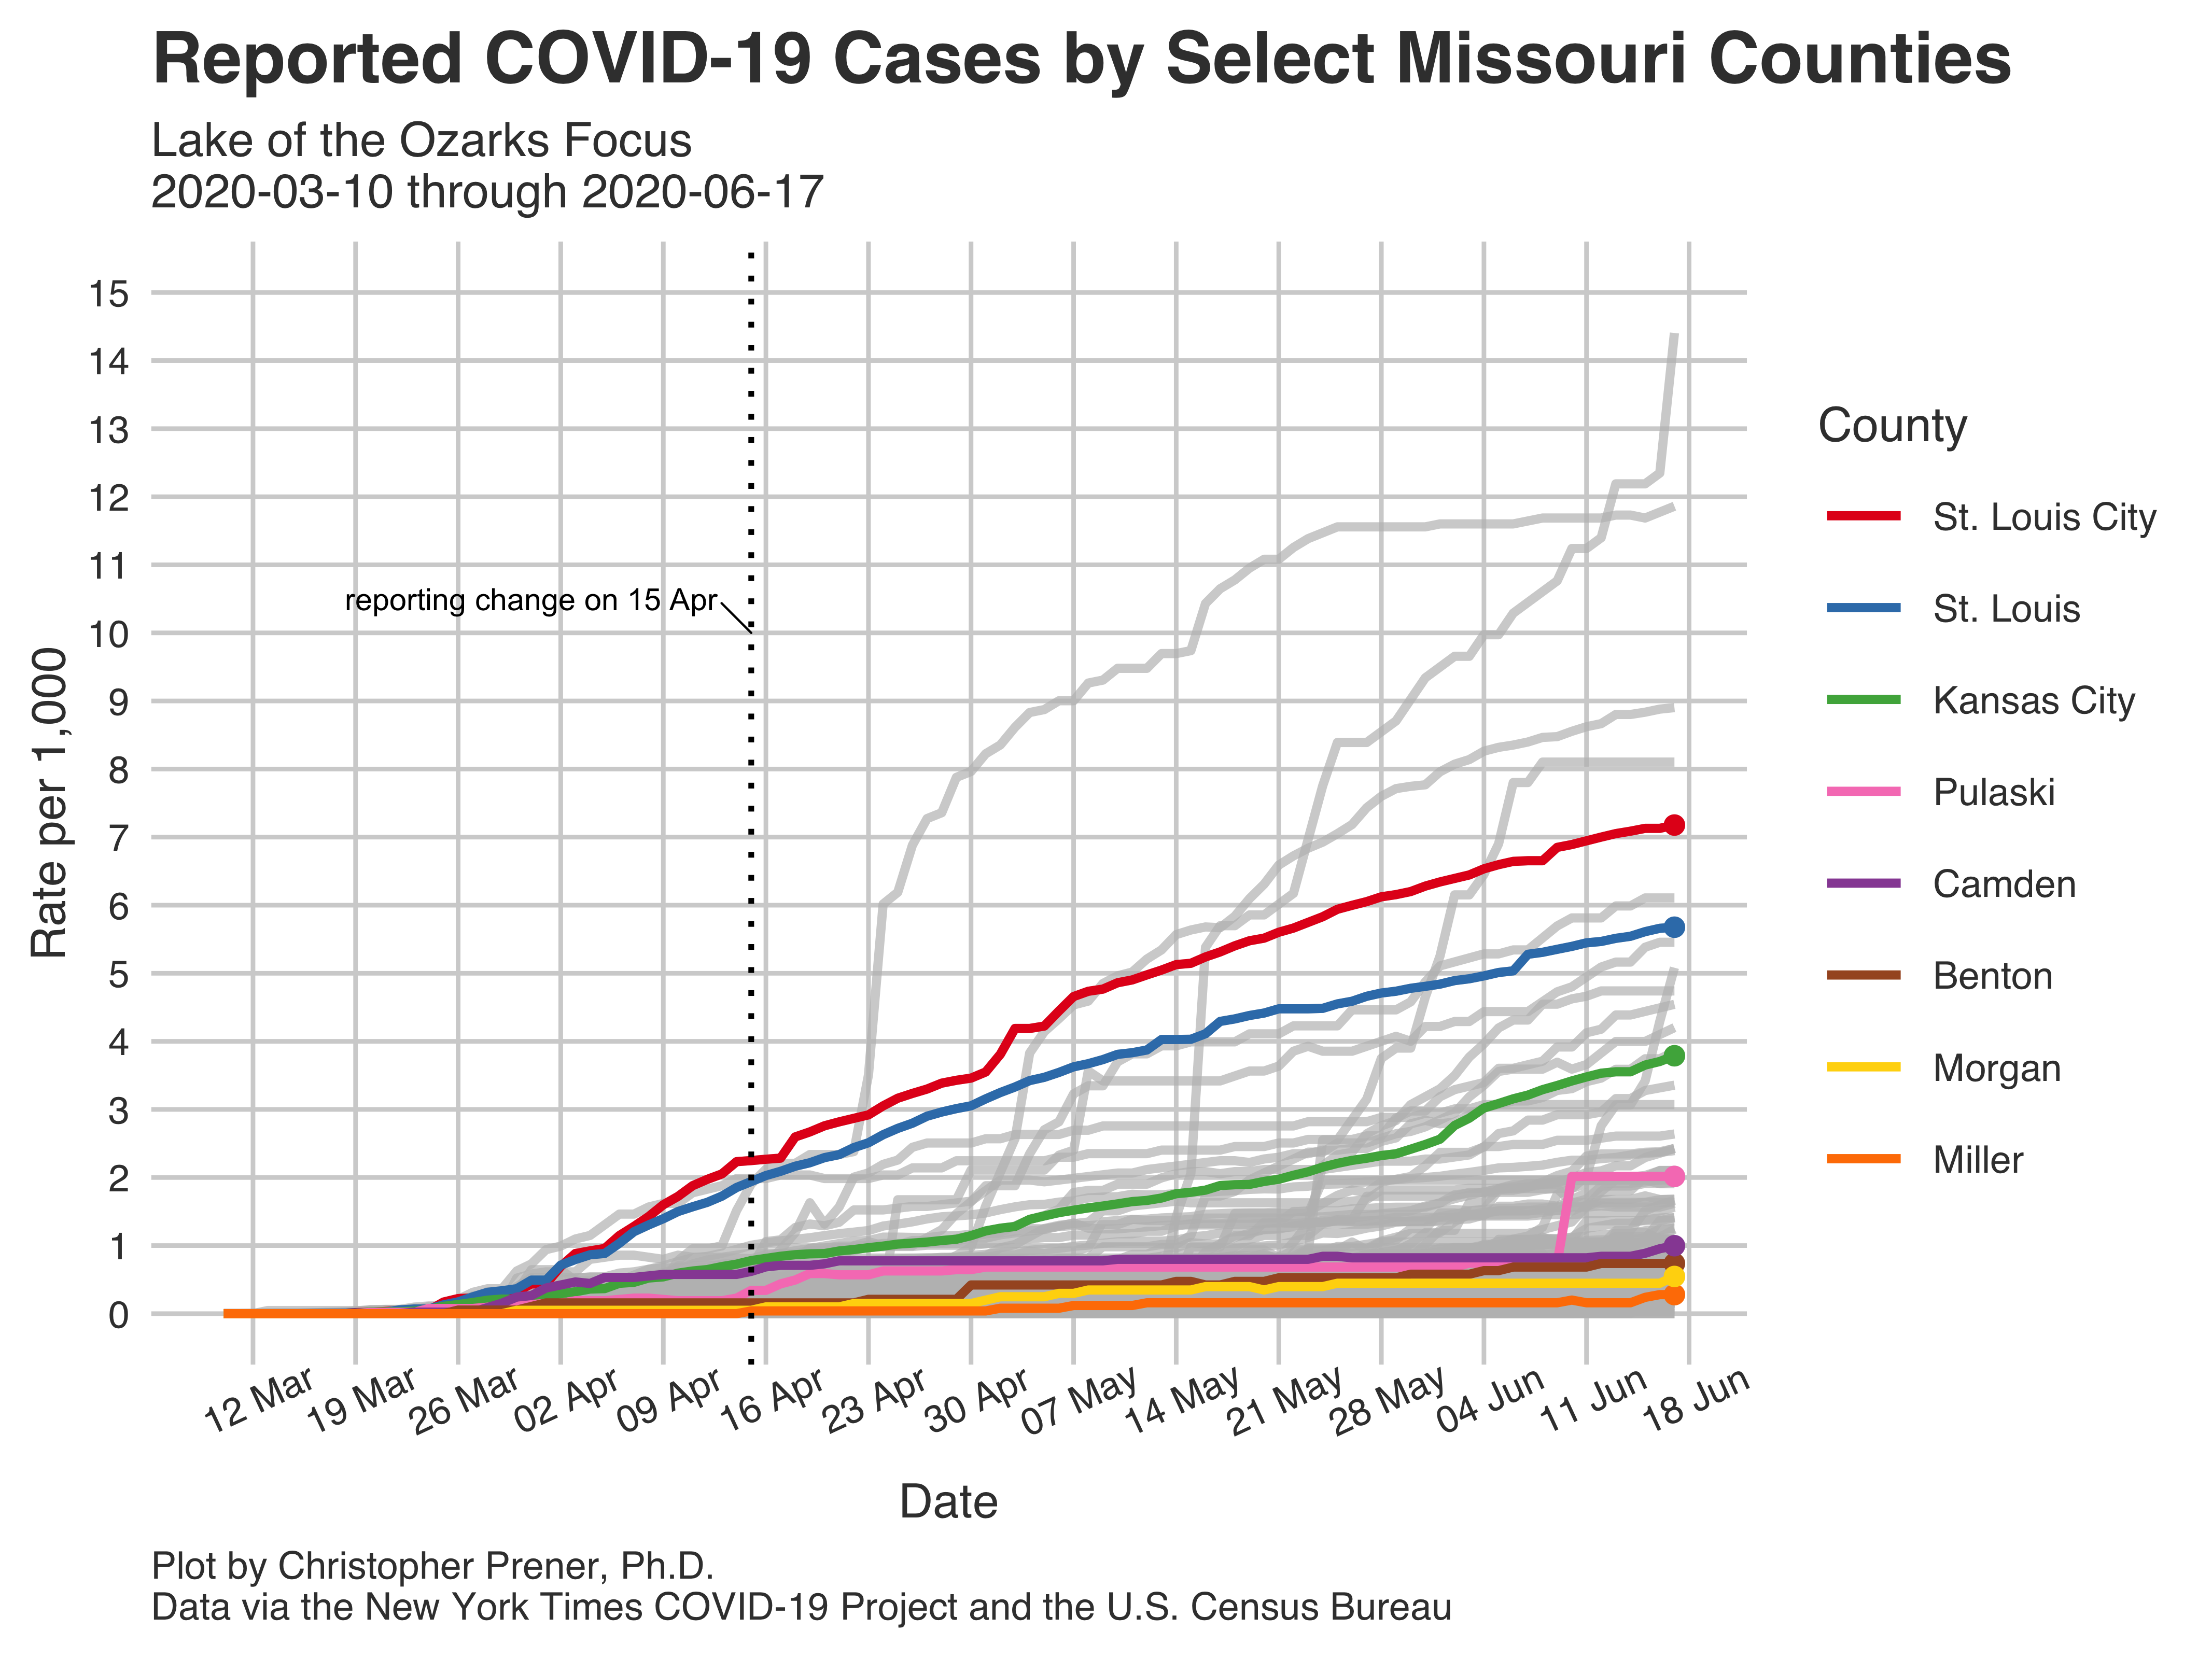 Reported COVID-19 Cases by Select Missouri Counties
Lake of the Ozarks Focus
2020-03-10 through 2020-06-17
15
14
13
12
11
10
9
8
7
6
5
4
3
2
1
0
Rate per 1,000
reporting change on 15 Apr
12 Mar
19 Mar
26 Mar
02 Apr
09 Apr
16 Apr
23 Apr
30 Apr
07 May
14 May
21 May
28 May
04 Jun
11 Jun
18 Jun
Date
County
St. Louis City
St. Louis
Kansas City
Pulaski
Camden
Benton
Morgan
Miller
Plot by Christopher Prener, Ph.D.
Data via the New York Times COVID-19 Project and the U.S. Census Bureau